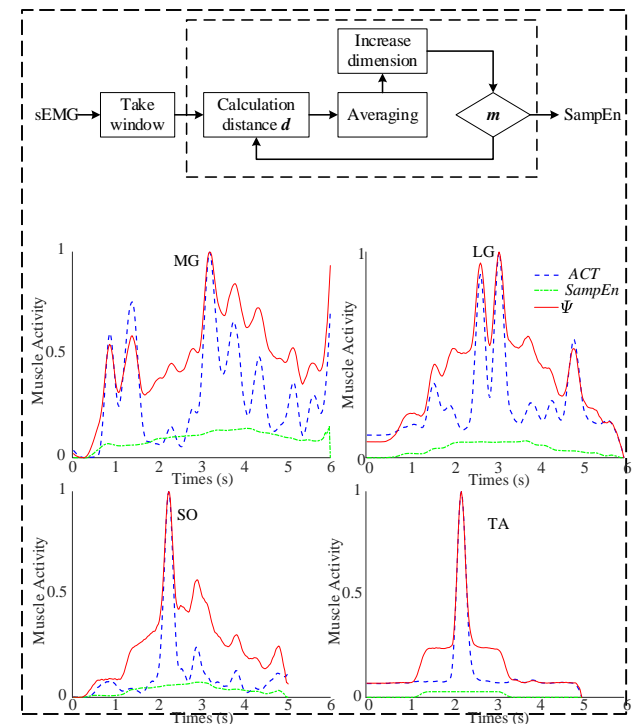 Increase
dimension
sEMG
Take
window
Calculation
distance d
Averaging
m
SampEn
MG
1
0.5
0
Muscle Activity
0 1 2 3 4 5 6
Times (s)
LG
1
0.5
0
Muscle Activity
ACT
SampEn
Ψ
0 1 2 3 4 5 6
Times (s)
SO
1
0.5
0
Muscle Activity
0 1 2 3 4 5 6
Times (s)
TA
1
0.5
0
Muscle Activity
0 1 2 3 4 5 6
Times (s)